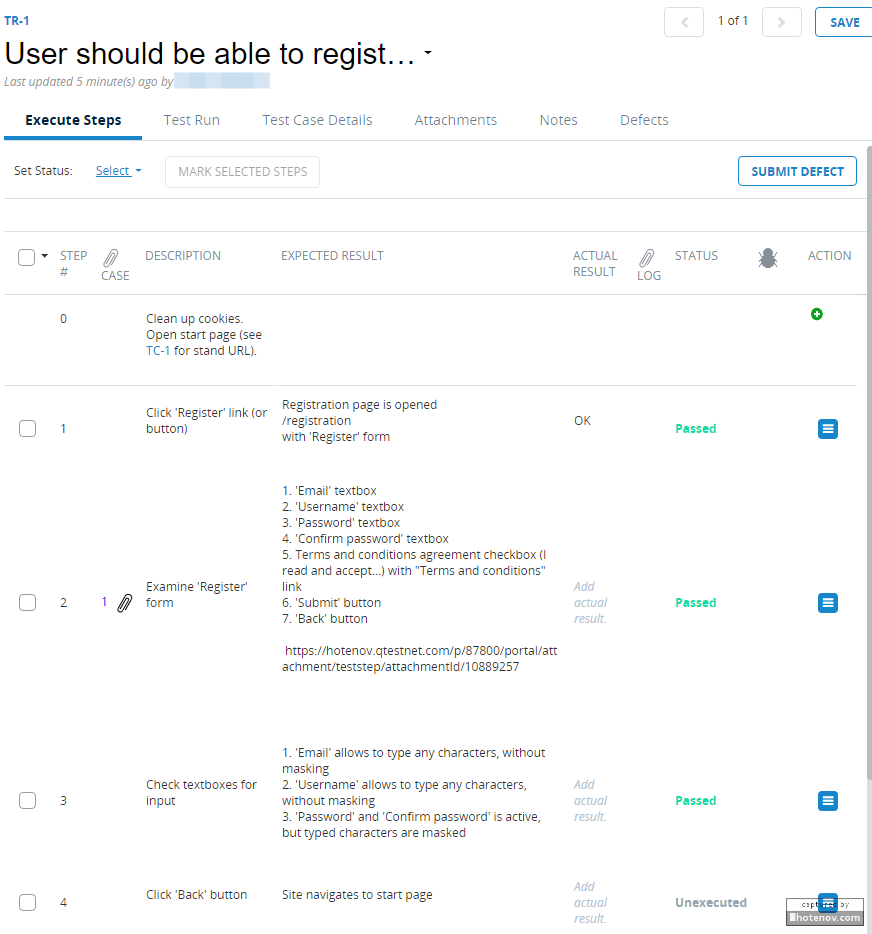 TR-1
1 of 1
SAVE
User should be able to regist...
Last updated 5 minute(s) ago by
Execute Steps
Test Run
Test Case Details
Attachments
Notes
Defects
Set Status:
Select
MARK SELECTED STEPS
SUBMIT DEFECT
STEP
#
CASE
DESCRIPTION
EXPECTED RESULT
ACTUAL
RESULT
LOG
STATUS
ACTION
0
Clean up cookies.
Open start page (see
TC-1 for stand URL).
1
Click 'Register' link (or
button)
Registration page is opened
/registration
with 'Register' form
OK
Passed
2
1
Examine 'Register'
form
1. 'Email' textbox
2. 'Username' textbox
3. 'Password' textbox
4. 'Confirm password' textbox
5. Terms and conditions agreement checkbox (I
read and accept...) with "Terms and conditions"
link
6. 'Submit' button
7. 'Back' button
https://hotenov.qtestnet.com/p/87800/portal/att
achment/teststep/attachmentId/10889257
Add
actual
result.
Passed
3
Check textboxes for
input
1. 'Email' allows to type any characters, without
masking
2. 'Username' allows to type any characters,
without masking
3. 'Password' and 'Confirm password' is active,
but typed characters are masked
Add
actual
result.
Passed
4
Click 'Back' button
Site navigates to start page
Add
actual
result.
Unexecuted
captured by
hotenov.com